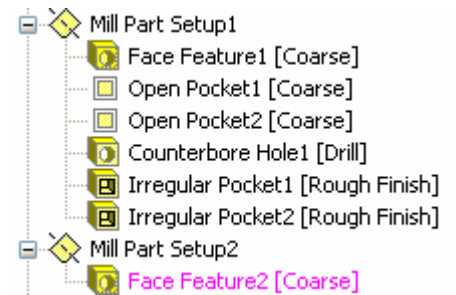 Mill Part Setup1
Face Feature1 [Coarse]
Open Pocket1 [Coarse]
Open Pocket2 [Coarse]
Counterbore Hole1 [Drill]
Irregular Pocket1 [Rough Finish]
Irregular Pocket2 [Rough Finish]
Mill Part Setup2
Face Feature2 [Coarse]